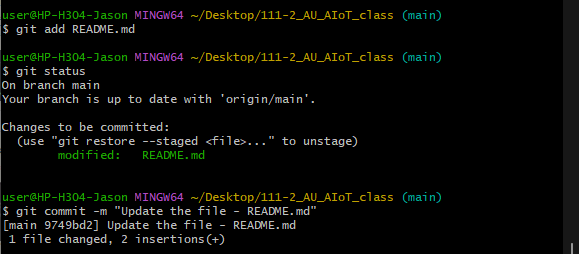 user@HP-H304-Jason MINGW64 ~/Desktop/111-2_AU_AIoT_class (main)
$ git add README.md
user@HP-H304-Jason MINGW64 ~/Desktop/111-2_AU_AIoT_class (main)
$ git status
On branch main
Your branch is up to date with 'origin/main'.
Changes to be committed:
  (use "git restore --staged <file>..." to unstage)
        modified:   README.md
user@HP-H304-Jason MINGW64 ~/Desktop/111-2_AU_AIoT_class (main)
$ git commit -m "Update the file - README.md"
[main 9749bd2] Update the file - README.md
 1 file changed, 2 insertions(+)